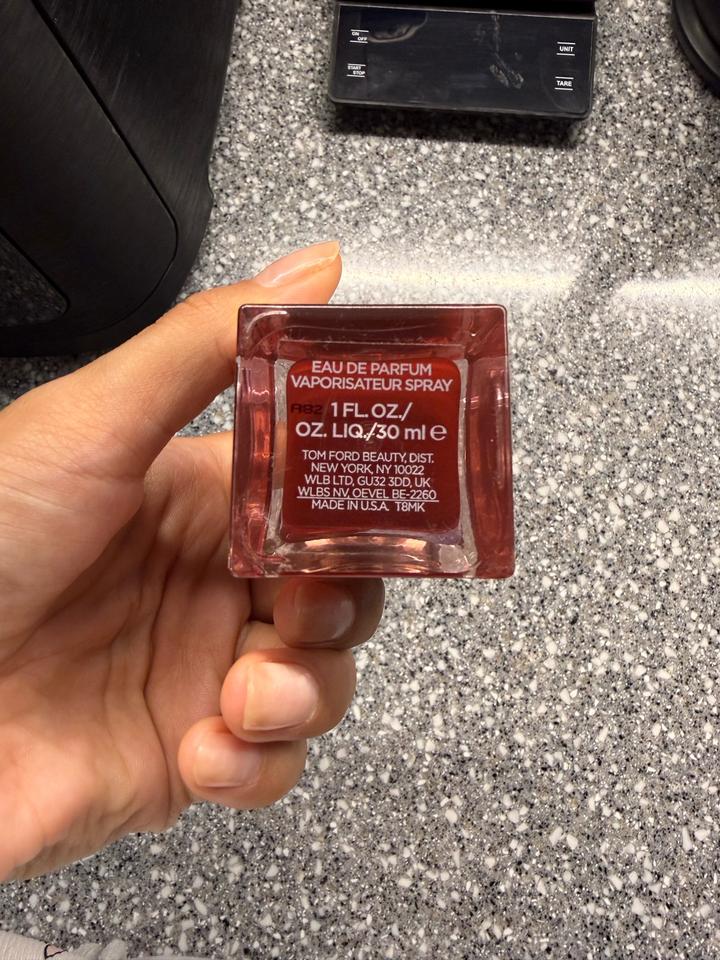 ON
OFF
UNIT
START
STOP
TARE
EAU DE PARFUM
VAPORISATEUR SPRAY
A82 1 FL. OZ./
OZ. LIQ./30 ml ℮
TOM FORD BEAUTY, DIST.
NEW YORK, NY 10022
WLB LTD, GU32 3DD, UK
WLBS NV, OEVEL BE-2260
MADE IN U.S.A. T8MK